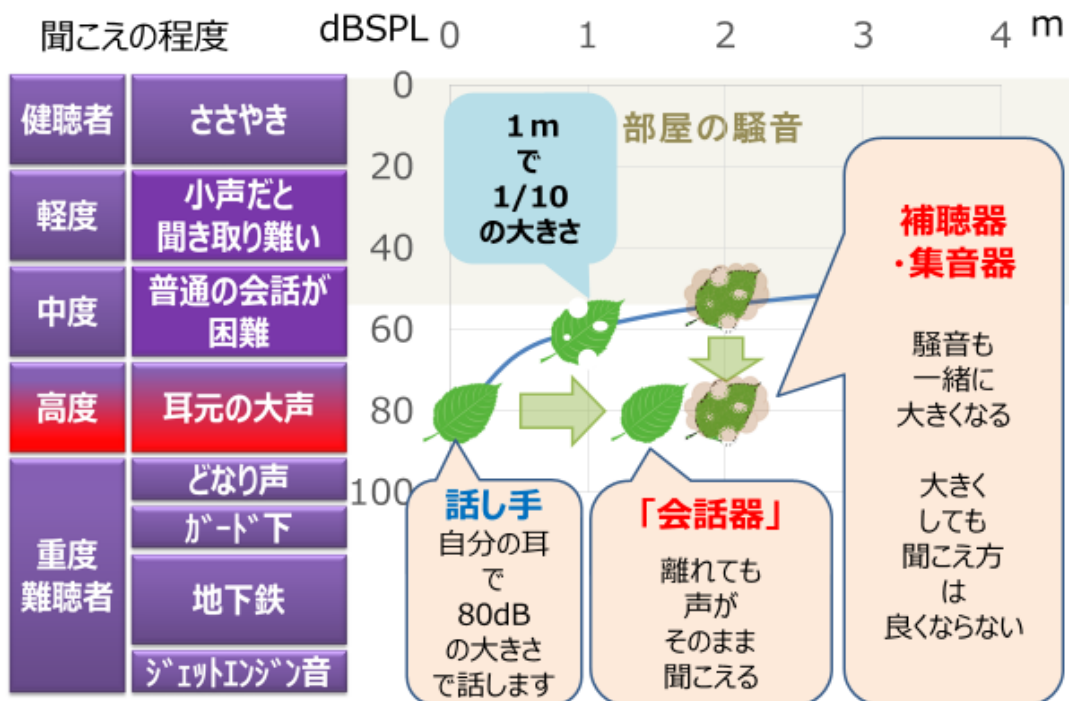 聞こえの程度
dBSPL 0 1 2 3 4 m
健聴者
ささやき
軽度
小声だと
聞き取り難い
中度
普通の会話が
困難
高度
耳元の大声
重度
難聴者
どなり声
ガード下
地下鉄
ジェットエンジン音
0
20
40
60
80
100
1m
で
1/10
の大きさ
部屋の騒音
話し手
自分の耳
で
80dB
の大きさ
で話します
「会話器」
離れても
声が
そのまま
聞こえる
補聴器
・集音器
騒音も
一緒に
大きくなる
大きく
しても
聞こえ方
は
良くならない